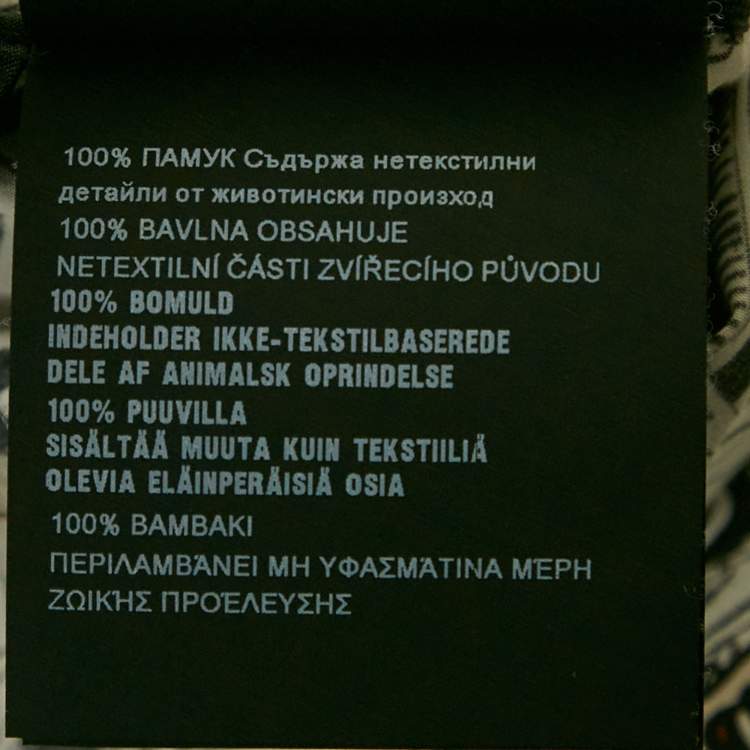 100% ПАМУК Съдържа нетекстилни
детайли от животински произход
100% BAVLNA OBSAHUJE
NETEXTILNÍ ČÁSTI ZVÍŘECÍHO PŮVODU
100% BOMULD
INDEHOLDER IKKE-TEKSTILBASEREDE
DELE AF ANIMALSK OPRINDELSE
100% PUUVILLA
SISÄLTÄÄ MUUTA KUIN TEKSTIILIÄ
OLEVIA ELÄINPERÄISIÄ OSIA
100% ΒΑΜΒΑΚΙ
ΠΕΡΙΛΑΜΒΆΝΕΙ ΜΗ ΥΦΑΣΜΆΤΙΝΑ ΜΈΡΗ
ΖΩΙΚΉΣ ΠΡΟΈΛΕΥΣΗΣ